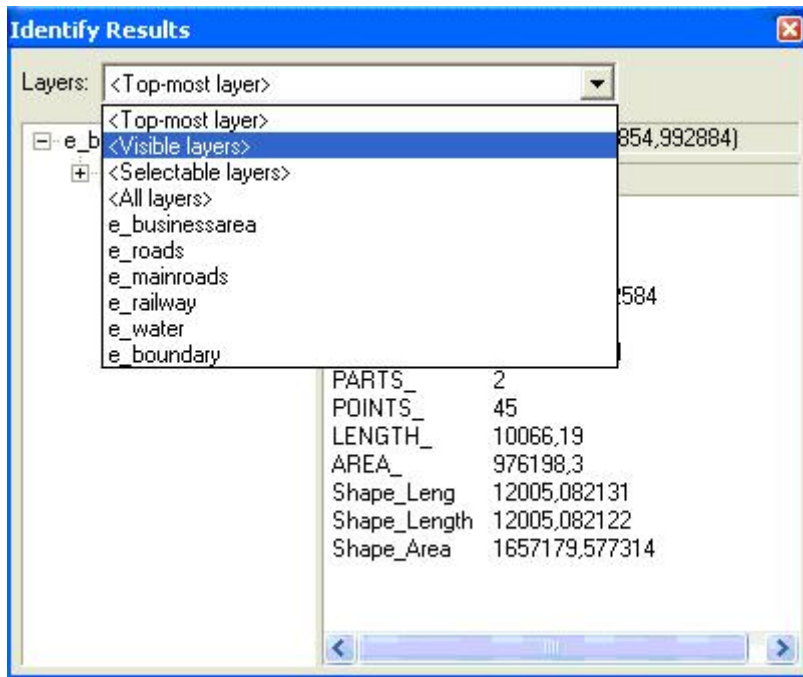 Identify Results
Layers: <Top-most layer>
<Top-most layer>
<Visible layers>
<Selectable layers>
<All layers>
e_businessarea
e_roads
e_mainroads
e_railway
e_water
e_boundary
e_b
854,992884)
2584
PARTS_ 2
POINTS_ 45
LENGTH_ 10066,19
AREA_ 976198,3
Shape_Leng 12005,082131
Shape_Length 12005,082122
Shape_Area 1657179,577314